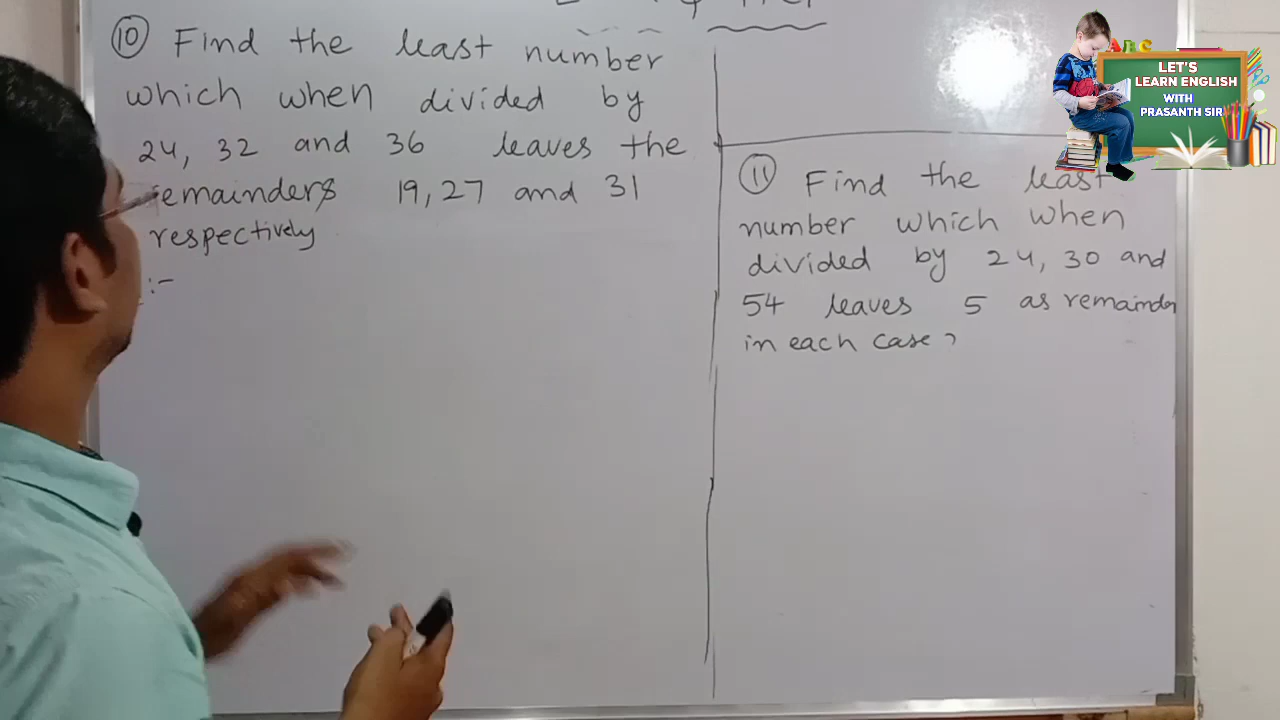 ⑩ Find the least number
which when divided by
24, 32 and 36 leaves the
remainders 19, 27 and 31
respectively
:-
⑪ Find the least
number which when
divided by 24, 30 and
54 leaves 5 as remainder
in each case ?
ABC
LET'S
LEARN ENGLISH
WITH
PRASANTH SIR